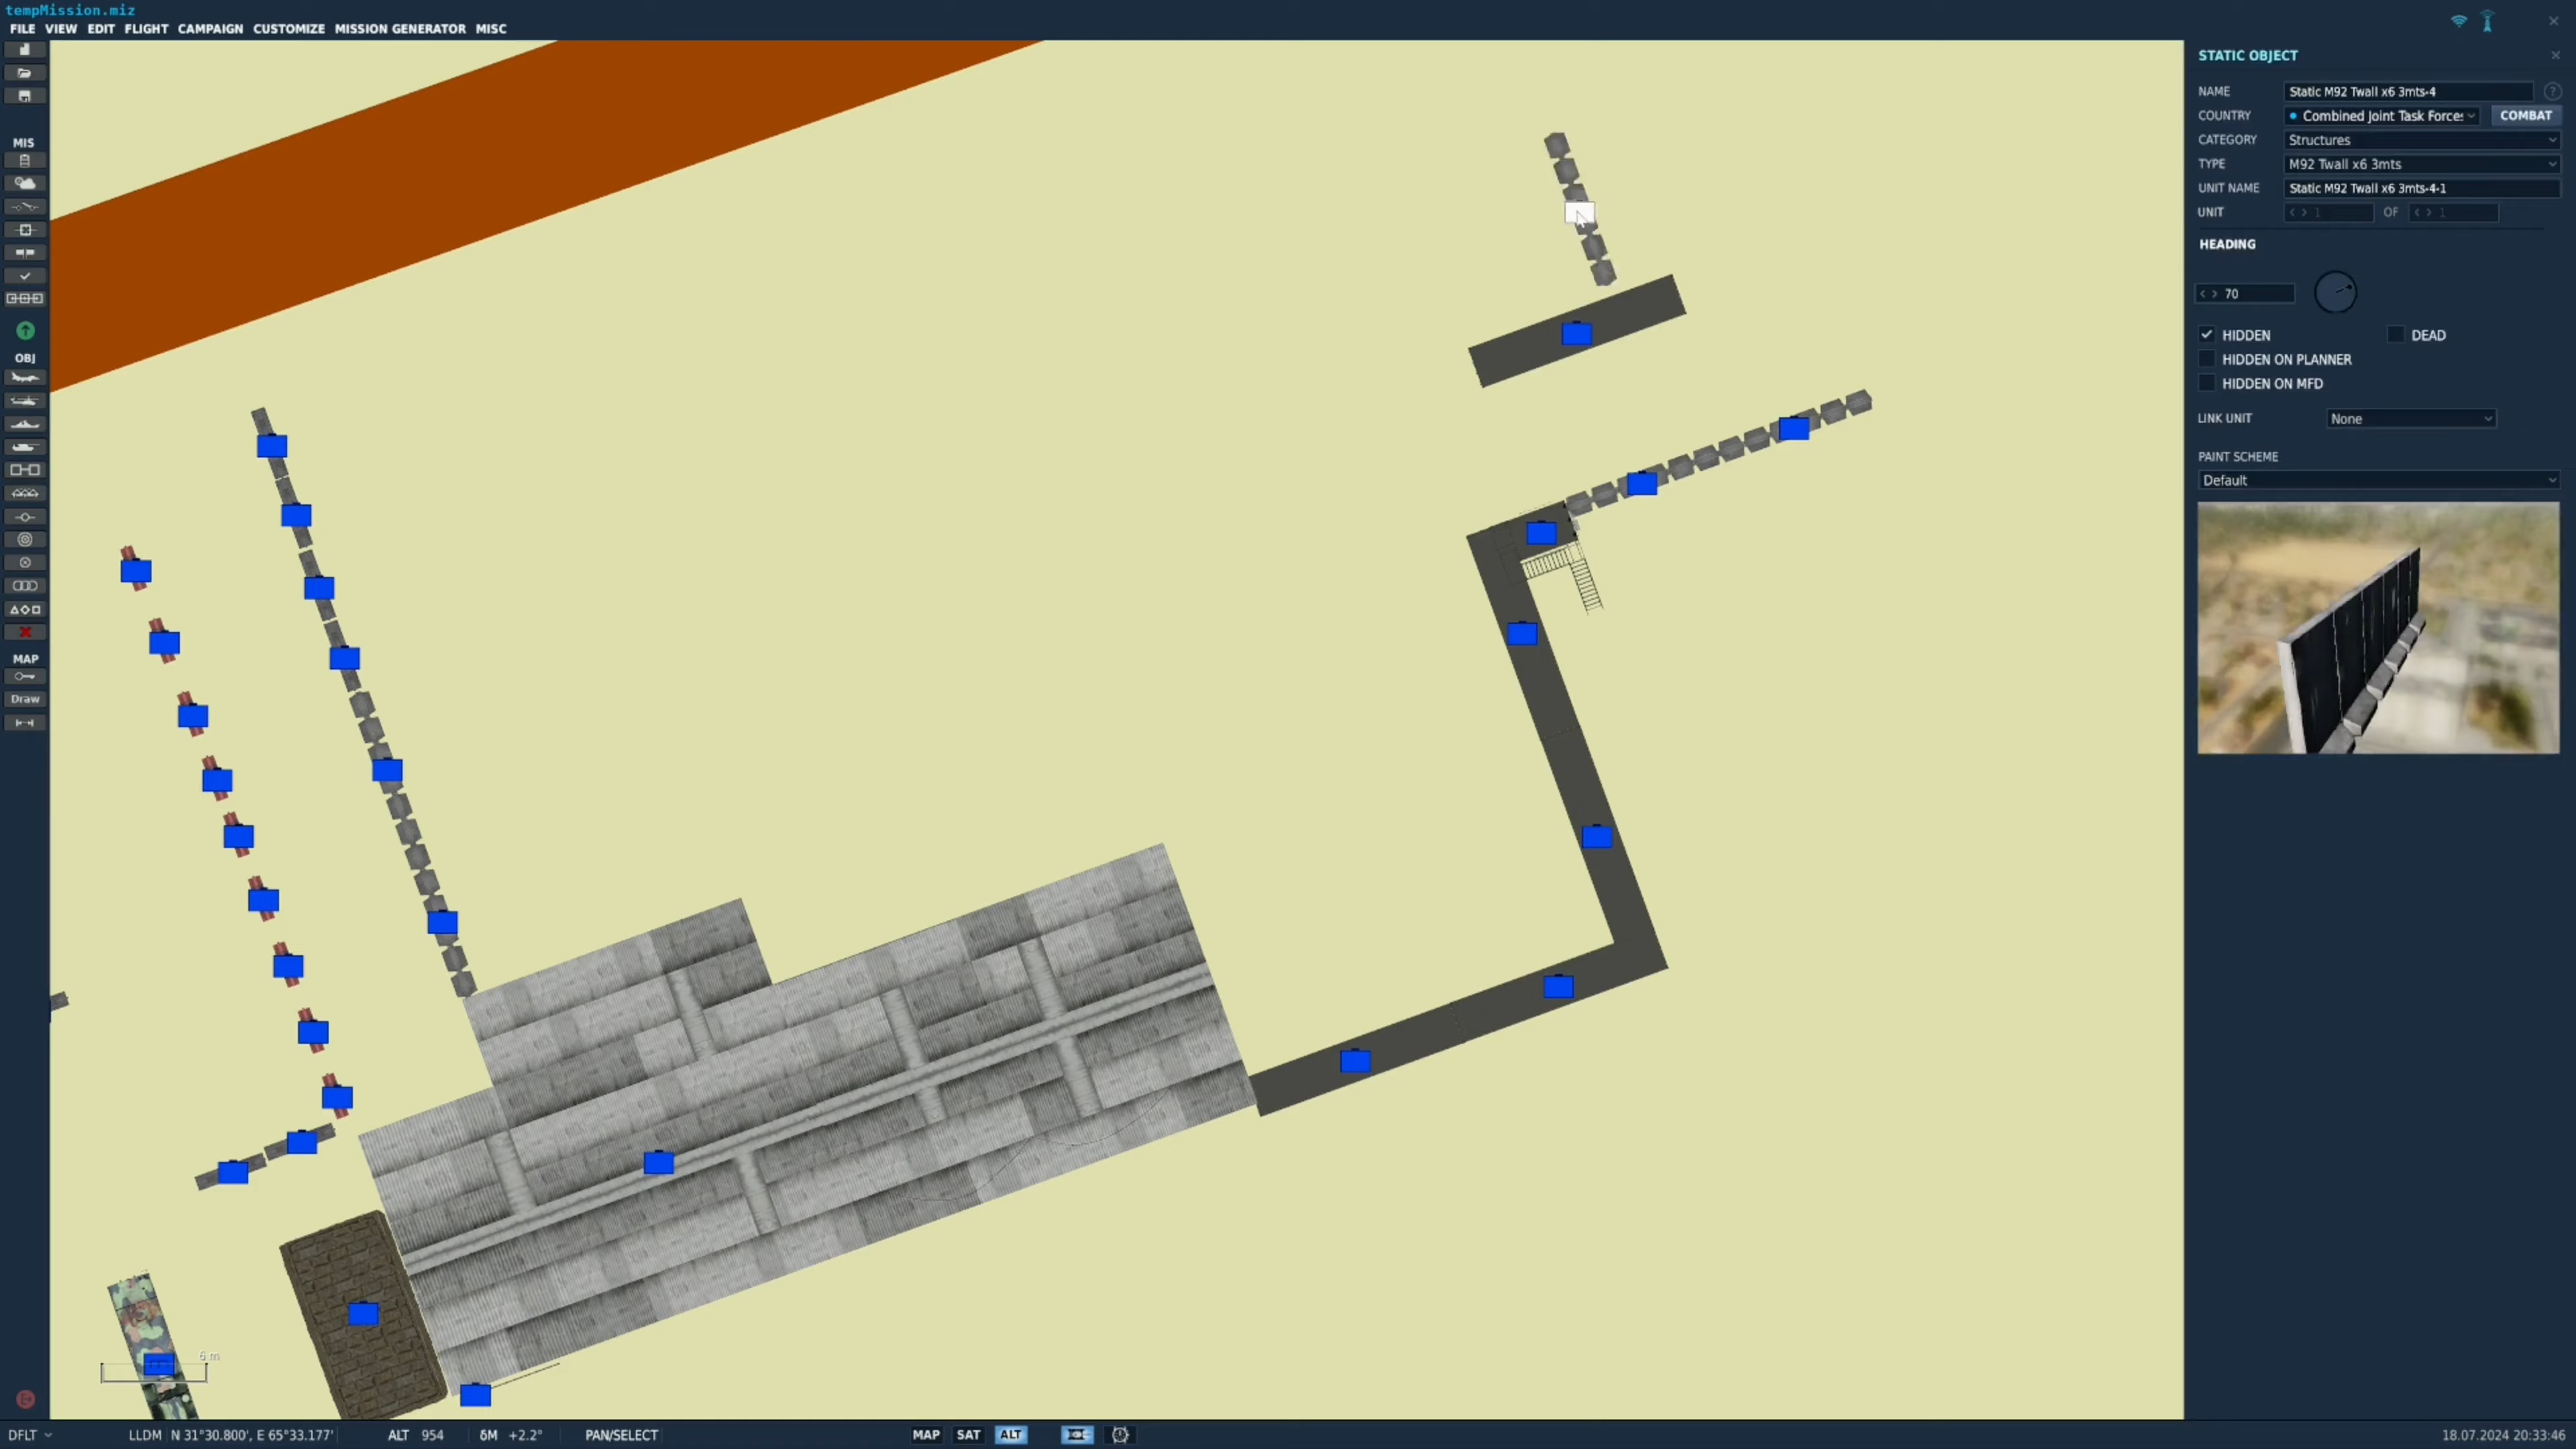 tempMission.miz
FILE VIEW EDIT FLIGHT CAMPAIGN CUSTOMIZE MISSION GENERATOR MISC
MIS
OBJ
MAP
Draw
6 m
STATIC OBJECT
NAME Static M92 Twall x6 3mts-4 ?
COUNTRY Combined Joint Task Forces COMBAT
CATEGORY Structures
TYPE M92 Twall x6 3mts
UNIT NAME Static M92 Twall x6 3mts-4-1
UNIT < > 1 OF < > 1
HEADING
< > 70
HIDDEN DEAD
HIDDEN ON PLANNER
HIDDEN ON MFD
LINK UNIT None
PAINT SCHEME
Default
DFLT LLDM N 31°30.800', E 65°33.177' ALT 954 δM +2.2° PAN/SELECT MAP SAT ALT 18.07.2024 20:33:46